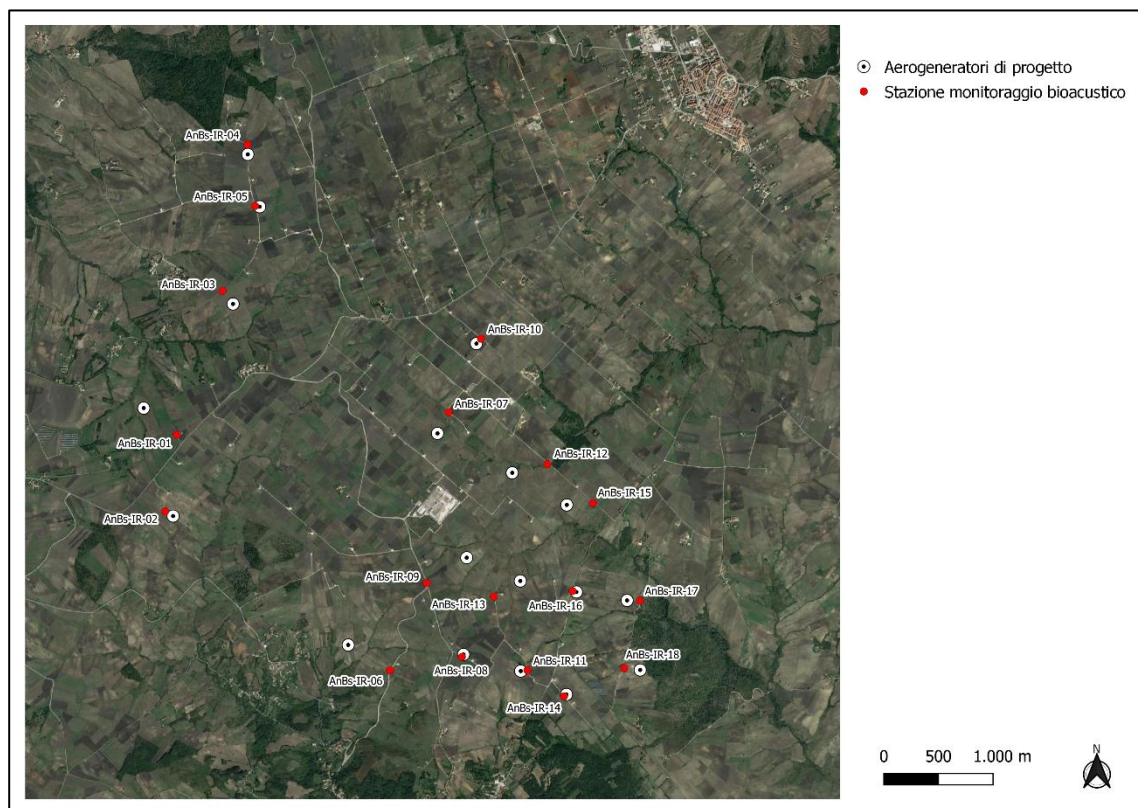 Aerogeneratori di progetto
Stazione monitoraggio bioacustico
AnBs-IR-04
AnBs-IR-05
AnBs-IR-03
AnBs-IR-10
AnBs-IR-07
AnBs-IR-01
AnBs-IR-12
AnBs-IR-15
AnBs-IR-02
AnBs-IR-09
AnBs-IR-13
AnBs-IR-16
AnBs-IR-17
AnBs-IR-06
AnBs-IR-08
AnBs-IR-11
AnBs-IR-18
AnBs-IR-14
0 500 1.000 m
N